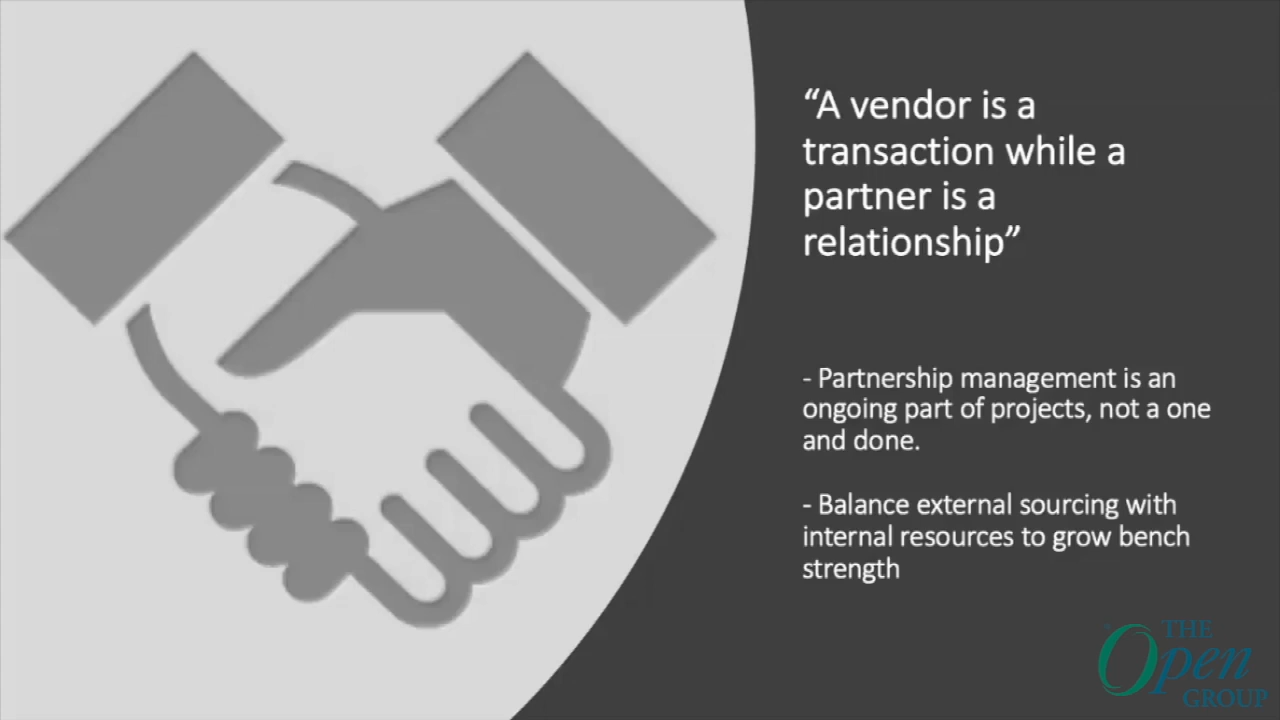 “A vendor is a
transaction while a
partner is a
relationship”
- Partnership management is an
ongoing part of projects, not a one
and done.
- Balance external sourcing with
internal resources to grow bench
strength
THE
Open
GROUP